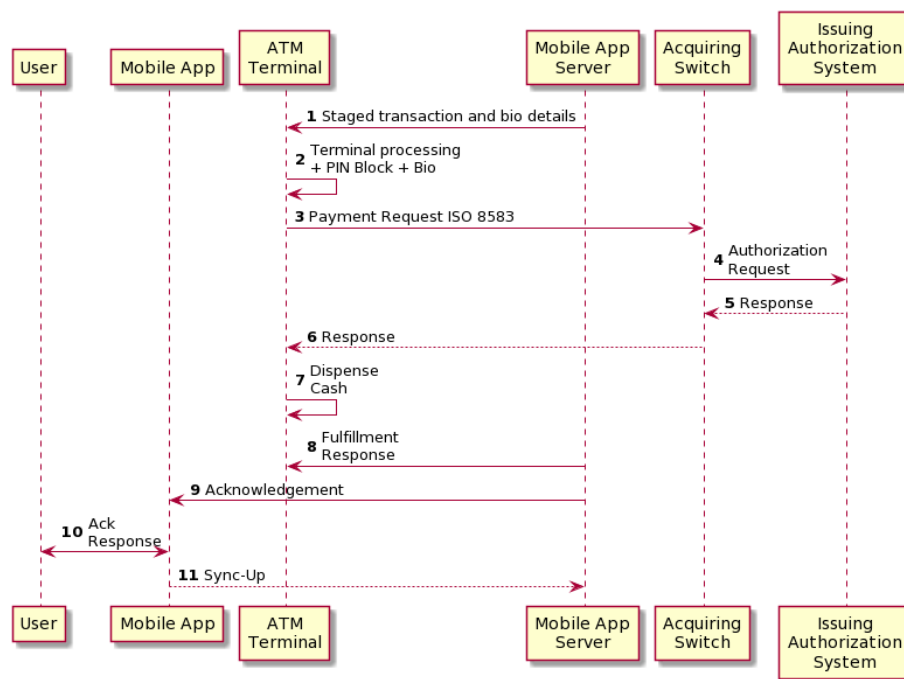 User
Mobile App
ATM
Terminal
Mobile App
Server
Acquiring
Switch
Issuing
Authorization
System
1 Staged transaction and bio details
2 Terminal processing
+ PIN Block + Bio
3 Payment Request ISO 8583
4 Authorization
Request
5 Response
6 Response
7 Dispense
Cash
8 Fulfillment
Response
9 Acknowledgement
10 Ack
Response
11 Sync-Up
User
Mobile App
ATM
Terminal
Mobile App
Server
Acquiring
Switch
Issuing
Authorization
System